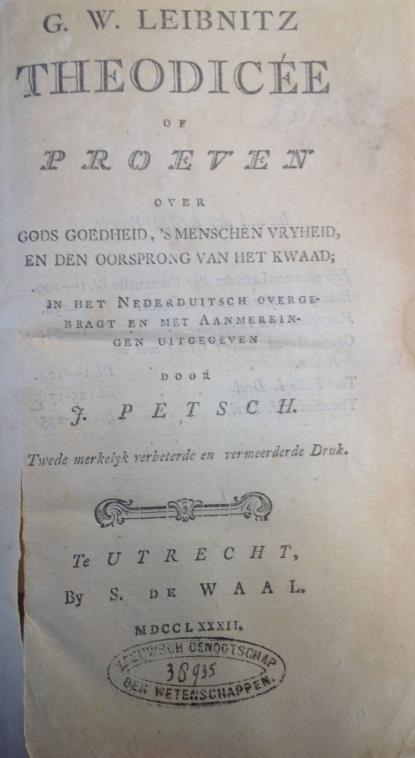 G. W. LEIBNITZ
THEODICÉE
OF
PROEVEN
OVER
GODS GOEDHEID, 'S MENSCHEN VRYHEID,
EN DEN OORSPRONG VAN HET KWAAD;
IN HET NEDERDUITSCH OVERGE-
BRAGT EN MET AANMERKIN-
GEN UITGEGEVEN
DOOR
J. PETSCH.
Twede merkelyk verbeterde en vermeerderde Druk.
Te UTRECHT,
By S. DE WAAL.
MDCCLXXXII.
ZEEUWSCH GENOOTSCHAP
38935
DER WETENSCHAPPEN.